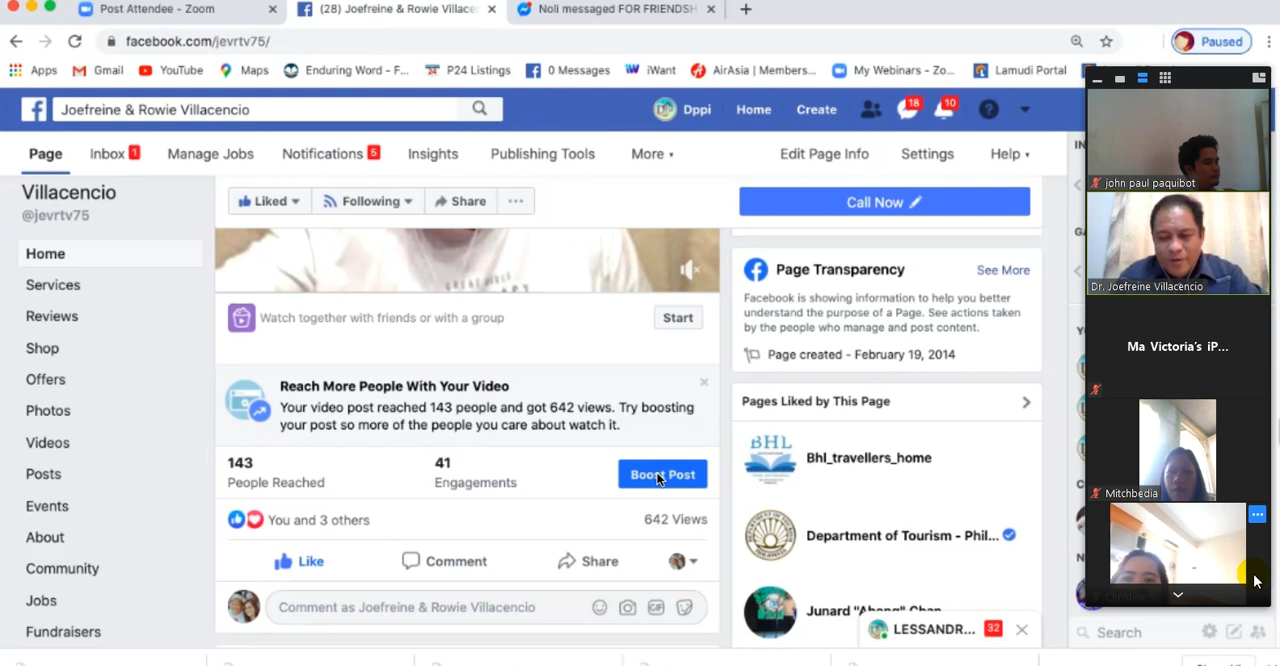 Post Attendee - Zoom
(28) Joefreine & Rowie Villacen
Noli messaged FOR FRIENDSH
facebook.com/jevrtv75/
Paused
Apps
Gmail
YouTube
Maps
Enduring Word - F...
P24 Listings
0 Messages
iWant
AirAsia | Members...
My Webinars - Zo...
Lamudi Portal
Joefreine & Rowie Villacencio
Dppi
Home
Create
18
10
Page
Inbox 1
Manage Jobs
Notifications 5
Insights
Publishing Tools
More
Edit Page Info
Settings
Help
Villacencio
@jevrtv75
Home
Services
Reviews
Shop
Offers
Photos
Videos
Posts
Events
About
Community
Jobs
Fundraisers
Liked
Following
Share
Call Now
Watch together with friends or with a group
Start
Reach More People With Your Video
Your video post reached 143 people and got 642 views. Try boosting
your post so more of the people you care about watch it.
143
People Reached
41
Engagements
Boost Post
You and 3 others
642 Views
Like
Comment
Share
Comment as Joefreine & Rowie Villacencio
GIF
Page Transparency
See More
Facebook is showing information to help you better
understand the purpose of a Page. See actions taken
by the people who manage and post content.
Page created - February 19, 2014
Pages Liked by This Page
BHL
Bhl_travellers_home
Department of Tourism - Phil...
Junard
LESSANDR... 32
Search
john paul paquibot
Dr. Joefreine Villacencio
Ma Victoria's iP...
Mitchbedia
Christine